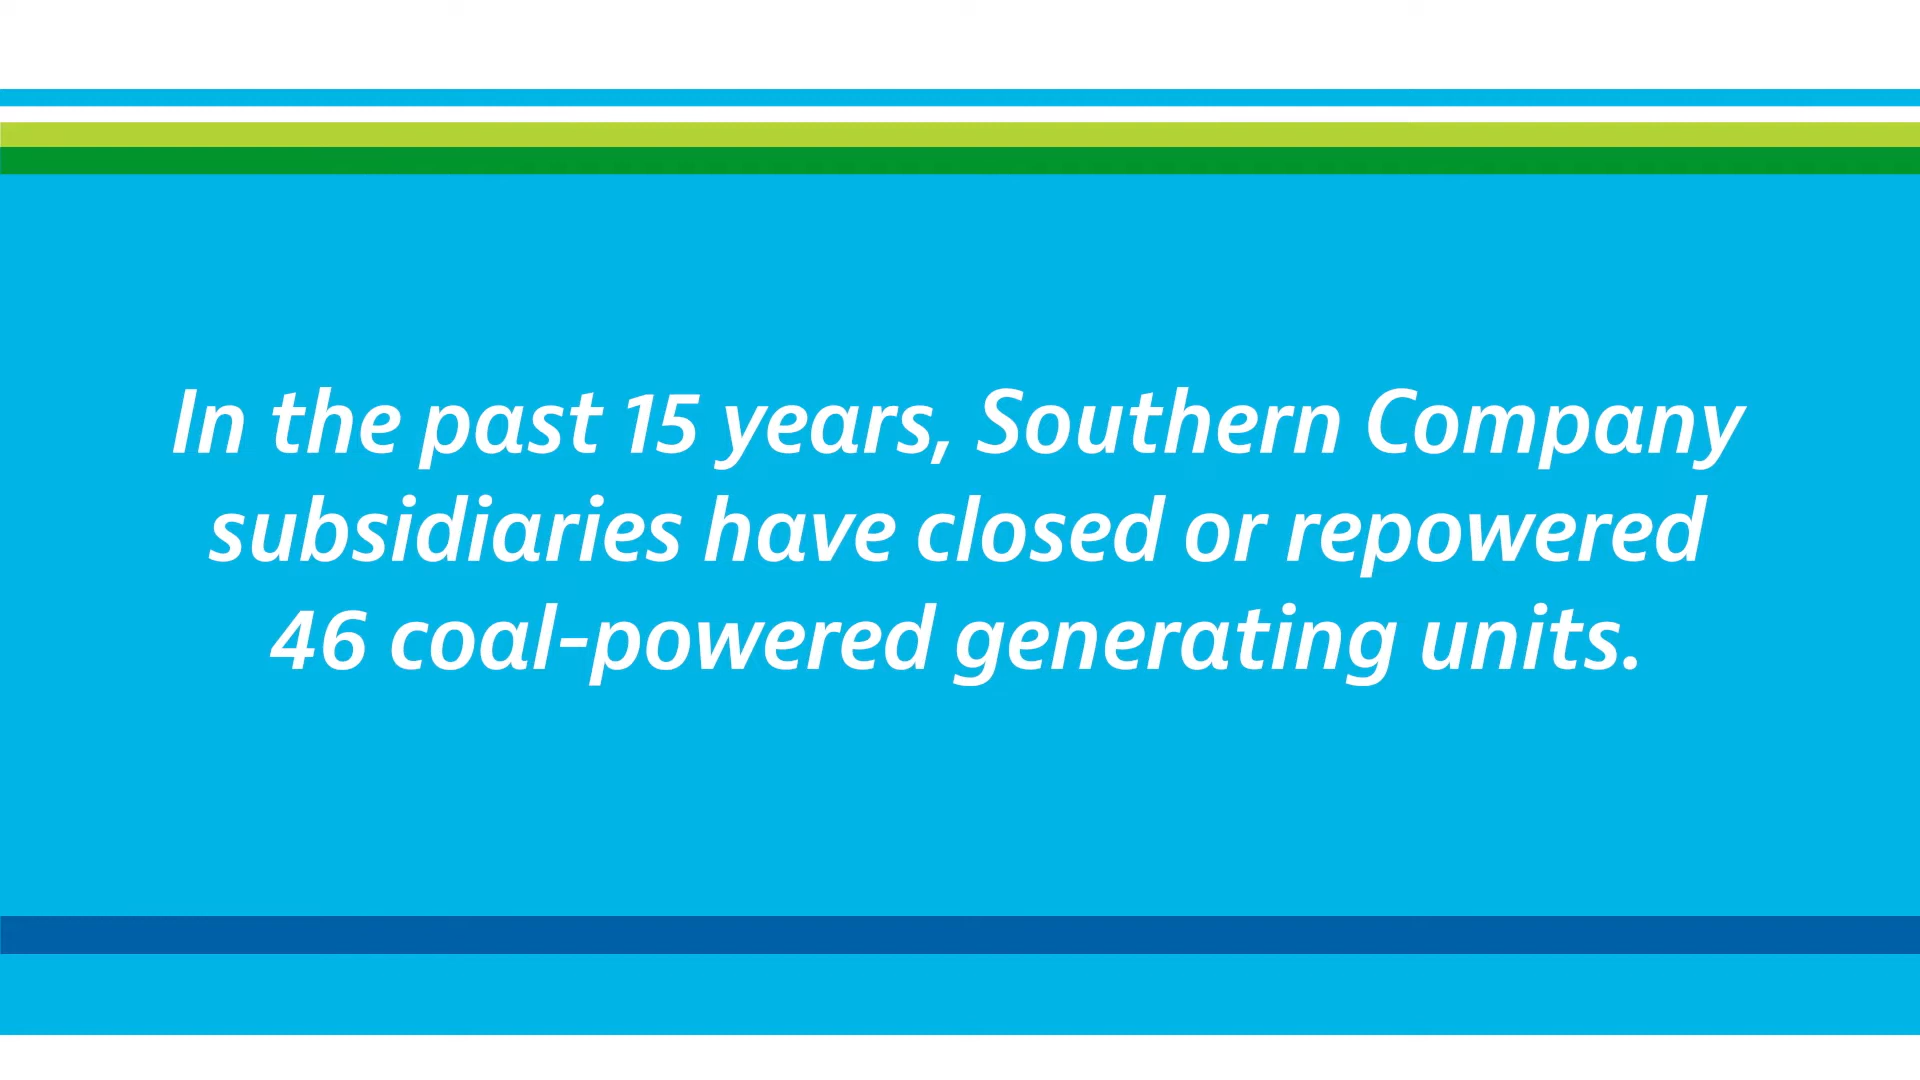 In the past 15 years, Southern Company
subsidiaries have closed or repowered
46 coal-powered generating units.